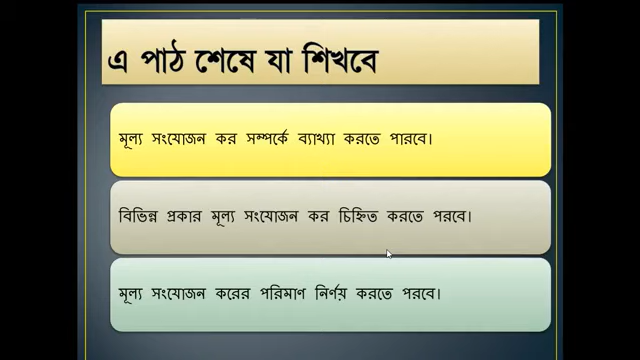 এ পাঠ শেষে যা শিখবে
মূল্য সংযোজন কর সম্পর্কে ব্যাখ্যা করতে পারবে।
বিভিন্ন প্রকার মূল্য সংযোজন কর চিহ্নিত করতে পরবে।
মূল্য সংযোজন করের পরিমাণ নির্ণয় করতে পরবে।